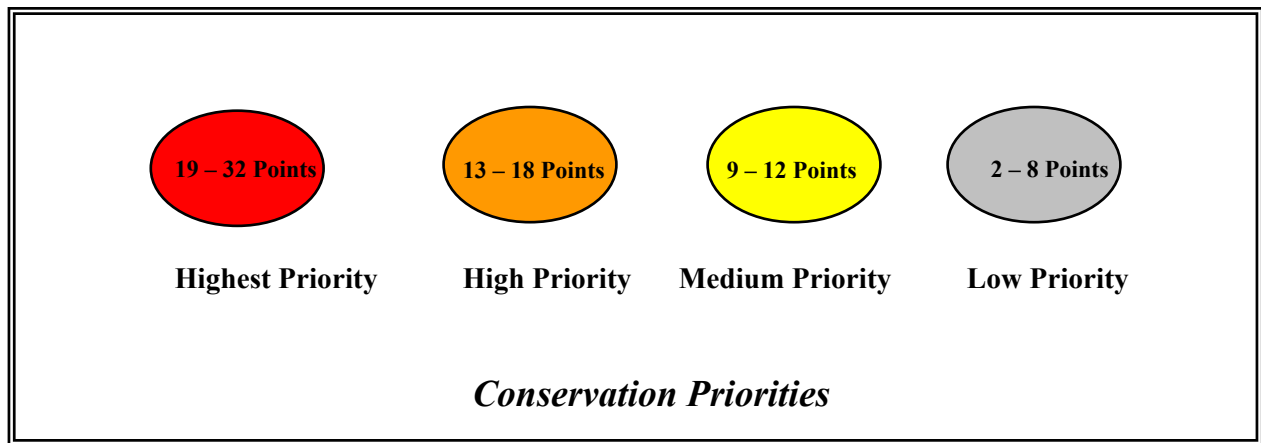 19 – 32 Points 13 – 18 Points 9 – 12 Points 2 – 8 Points
Highest Priority High Priority Medium Priority Low Priority
Conservation Priorities